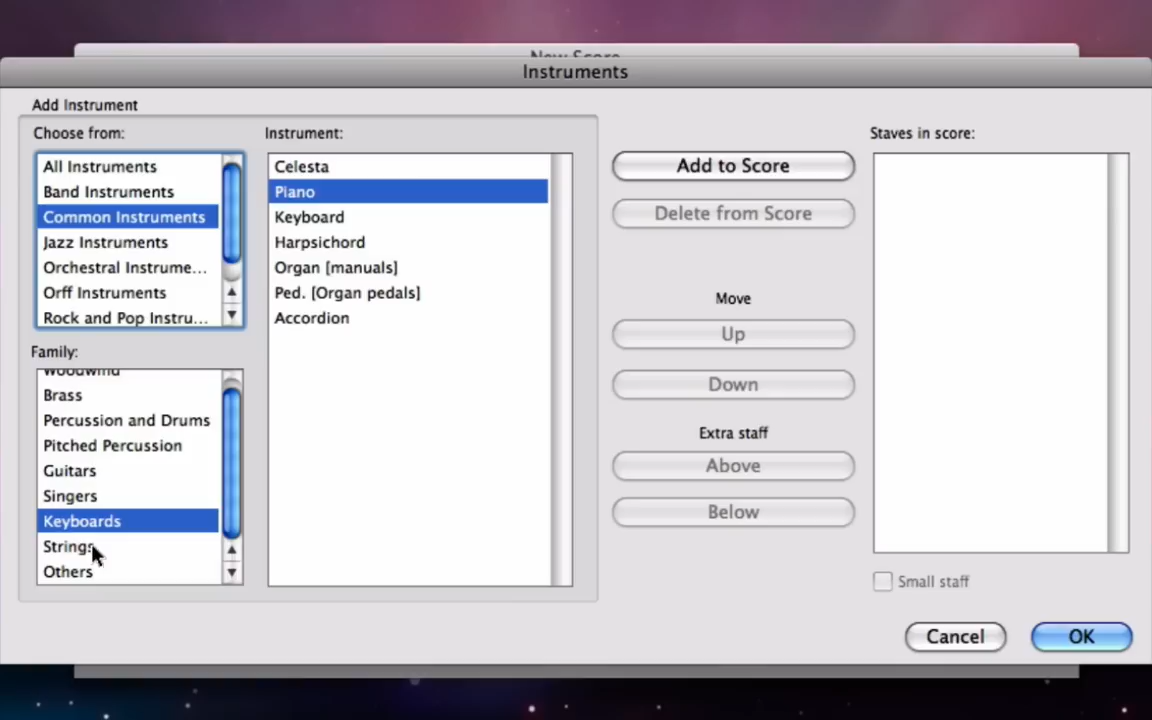 New Score
Instruments
Add Instrument
Choose from:
All Instruments
Band Instruments
Common Instruments
Jazz Instruments
Orchestral Instrume...
Orff Instruments
Rock and Pop Instru...
Family:
Woodwind
Brass
Percussion and Drums
Pitched Percussion
Guitars
Singers
Keyboards
Strings
Others
Instrument:
Celesta
Piano
Keyboard
Harpsichord
Organ [manuals]
Ped. [Organ pedals]
Accordion
Add to Score
Delete from Score
Move
Up
Down
Extra staff
Above
Below
Staves in score:
Small staff
Cancel
OK